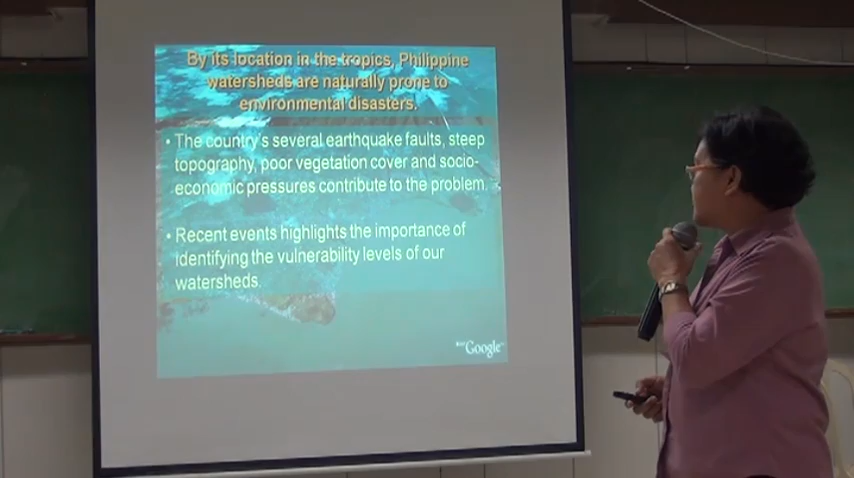 By its location in the tropics, Philippine
watersheds are naturally prone to
environmental disasters.
• The country's several earthquake faults, steep
topography, poor vegetation cover and socio-
economic pressures contribute to the problem.
• Recent events highlights the importance of
identifying the vulnerability levels of our
watersheds.
Google